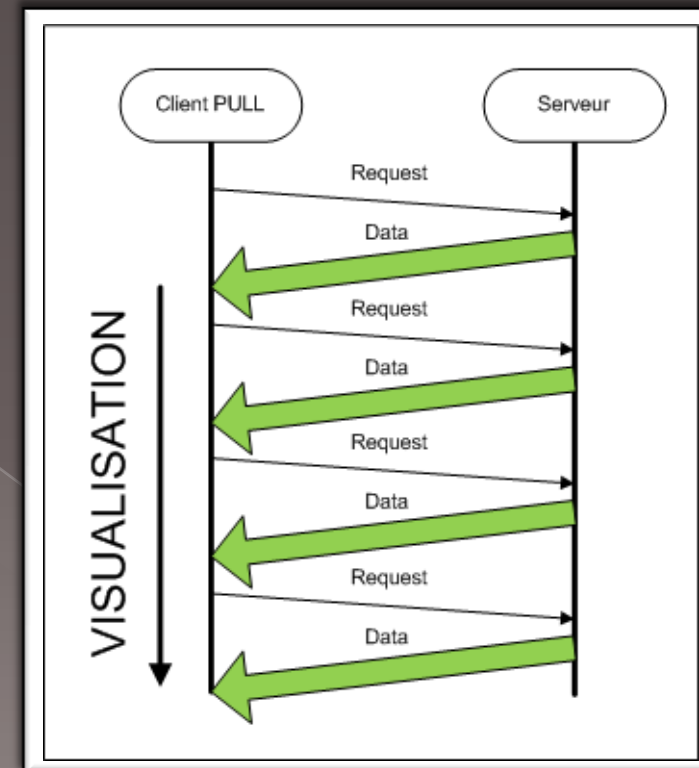 Client PULL
Serveur
Request
Data
Request
Data
Request
Data
Request
Data
VISUALISATION